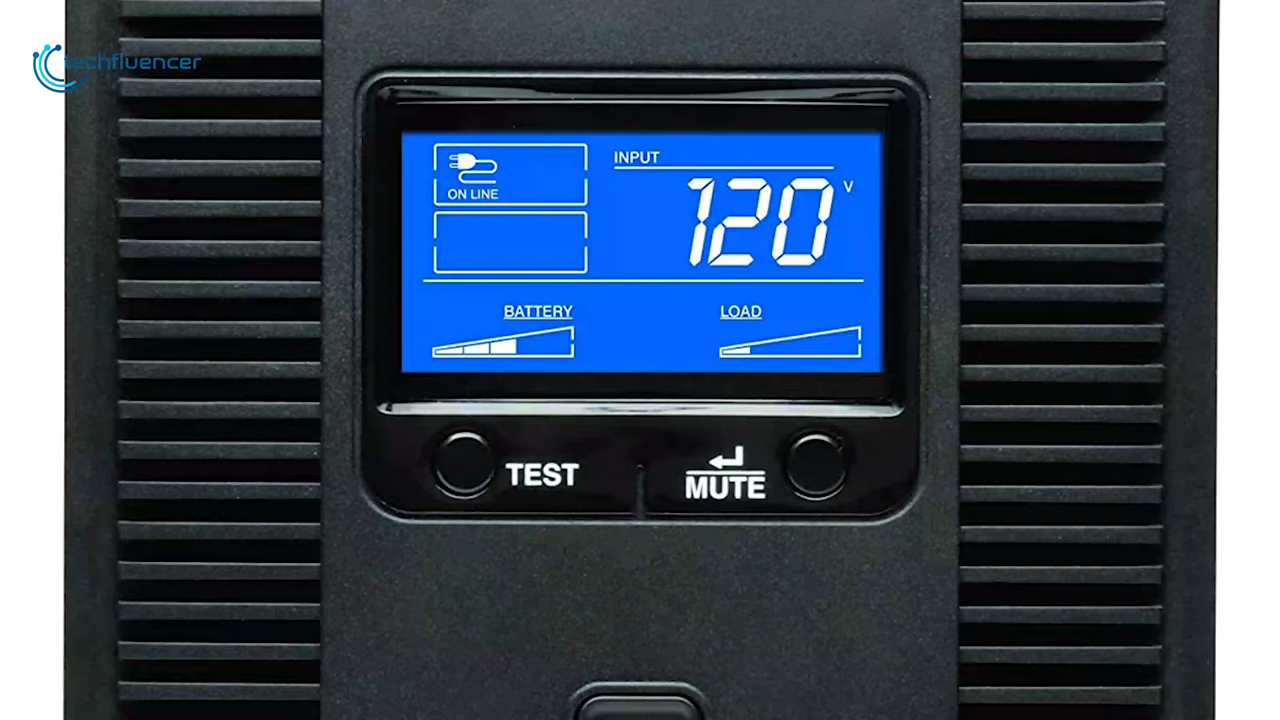 techfluencer
ON LINE
INPUT
120 V
BATTERY
LOAD
TEST
MUTE